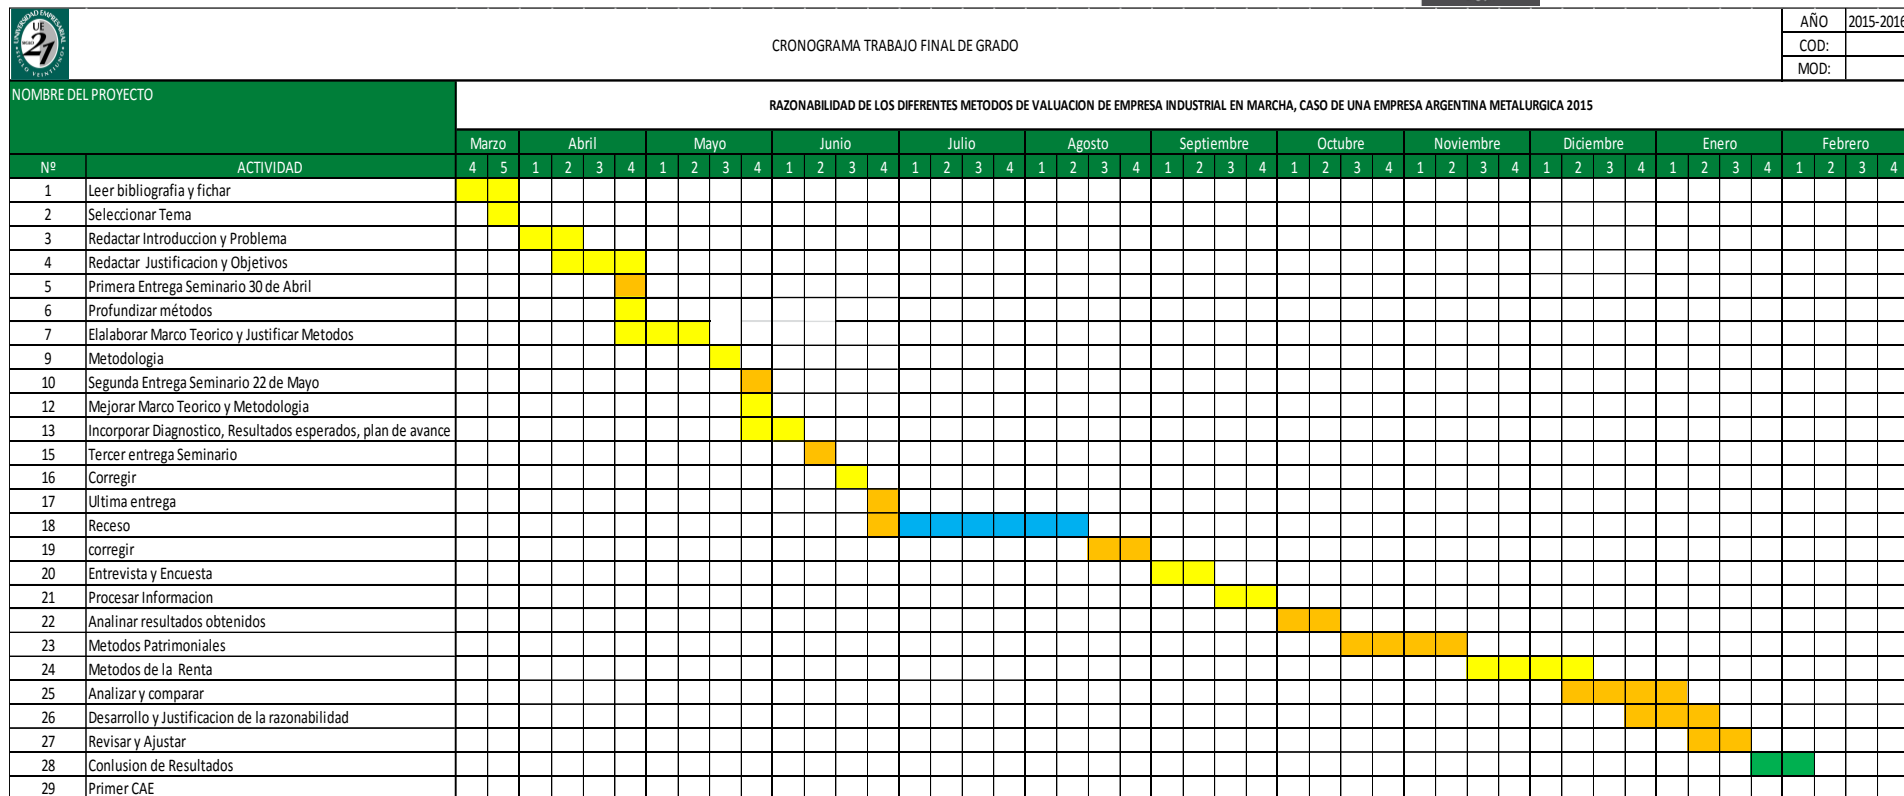 UNIVERSIDAD EMPRESARIAL
UE
21
SIGLO VEINTIUNO
CRONOGRAMA TRABAJO FINAL DE GRADO
AÑO 2015-2016
COD:
MOD:
NOMBRE DEL PROYECTO
RAZONABILIDAD DE LOS DIFERENTES METODOS DE VALUACION DE EMPRESA INDUSTRIAL EN MARCHA, CASO DE UNA EMPRESA ARGENTINA METALURGICA 2015
Marzo Abril Mayo Junio Julio Agosto Septiembre Octubre Noviembre Diciembre Enero Febrero
Nº ACTIVIDAD 4 5 1 2 3 4 1 2 3 4 1 2 3 4 1 2 3 4 1 2 3 4 1 2 3 4 1 2 3 4 1 2 3 4 1 2 3 4 1 2 3 4 1 2 3 4
1 Leer bibliografia y fichar
2 Seleccionar Tema
3 Redactar Introduccion y Problema
4 Redactar Justificacion y Objetivos
5 Primera Entrega Seminario 30 de Abril
6 Profundizar métodos
7 Elalaborar Marco Teorico y Justificar Metodos
9 Metodologia
10 Segunda Entrega Seminario 22 de Mayo
12 Mejorar Marco Teorico y Metodologia
13 Incorporar Diagnostico, Resultados esperados, plan de avance
15 Tercer entrega Seminario
16 Corregir
17 Ultima entrega
18 Receso
19 corregir
20 Entrevista y Encuesta
21 Procesar Informacion
22 Analinar resultados obtenidos
23 Metodos Patrimoniales
24 Metodos de la Renta
25 Analizar y comparar
26 Desarrollo y Justificacion de la razonabilidad
27 Revisar y Ajustar
28 Conlusion de Resultados
29 Primer CAE